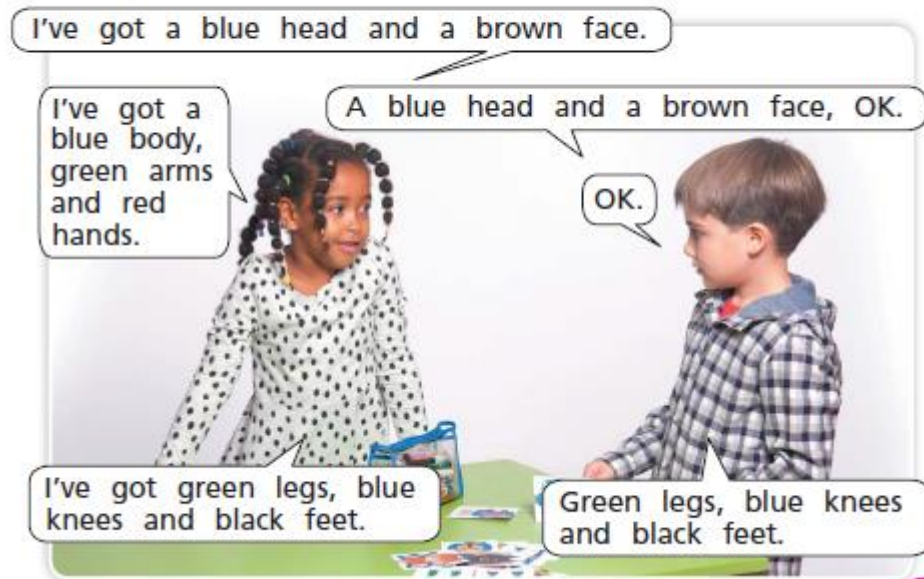 I've got a blue head and a brown face.
A blue head and a brown face, OK.
I've got a
blue body,
green arms
and red
hands.
OK.
I've got green legs, blue
knees and black feet.
Green legs, blue knees
and black feet.